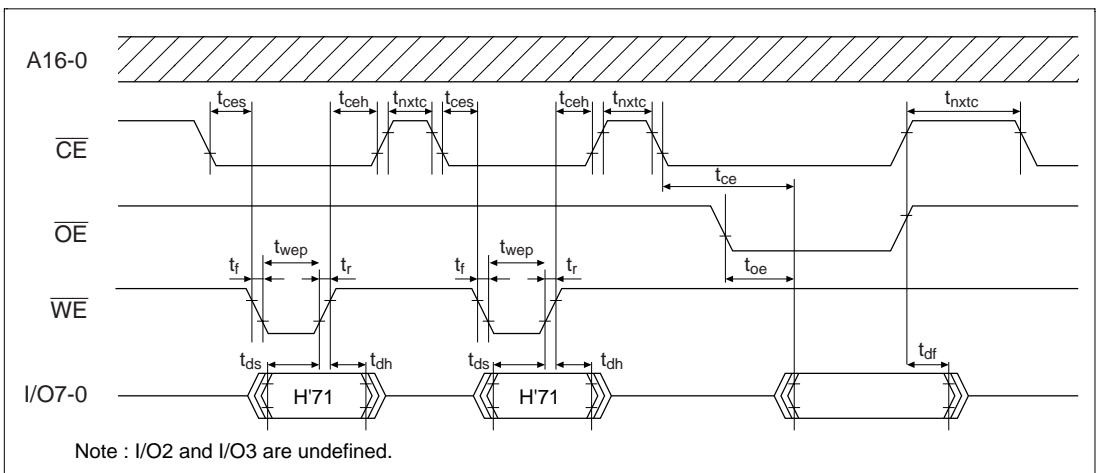 A16-0
tces tceh tnxtc tces tceh tnxtc tnxtc
CE
tce
OE
twep twep toe
tf tr tf tr
WE
tds tdh tds tdh tdf
I/O7-0 H'71 H'71
Note : I/O2 and I/O3 are undefined.